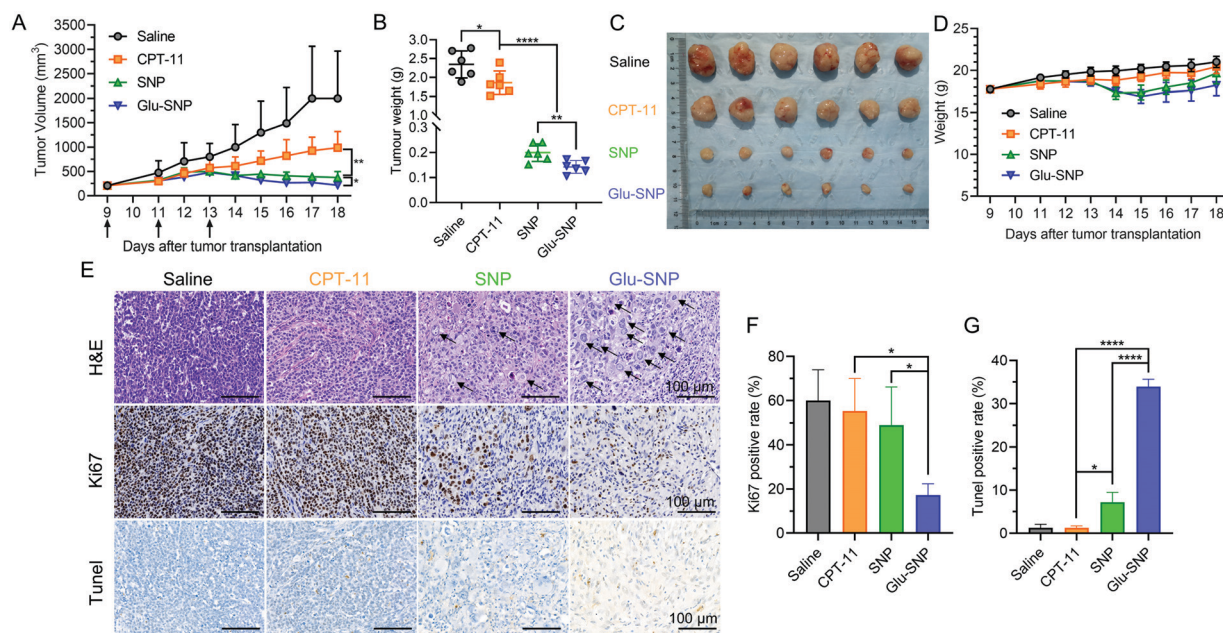 A
Tumor Volume (mm³)
3500
3000
2500
2000
1500
1000
500
0
Saline
CPT-11
SNP
Glu-SNP
**
*
9 10 11 12 13 14 15 16 17 18
Days after tumor transplantation
B
Tumour weight (g)
3.0
2.5
2.0
1.5
1.0
0.2
0.2
0.1
0.0
*
****
**
Saline
CPT-11
SNP
Glu-SNP
C
Saline
CPT-11
SNP
Glu-SNP
D
Weight (g)
25
20
15
10
5
Saline
CPT-11
SNP
Glu-SNP
9 10 11 12 13 14 15 16 17 18
Days after tumor transplantation
E
Saline CPT-11 SNP Glu-SNP
H&E
100 μm
Ki67
100 μm
Tunel
100 μm
F
Ki67 positive rate (%)
80
60
40
20
0
*
*
Saline
CPT-11
SNP
Glu-SNP
G
Tunel positive rate (%)
40
30
20
10
0
****
****
*
Saline
CPT-11
SNP
Glu-SNP